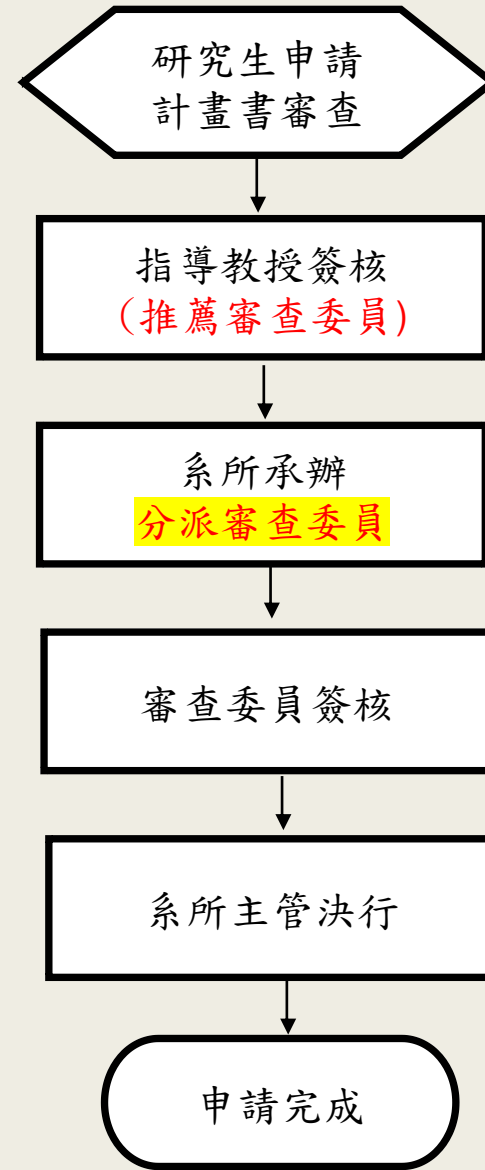 研究生申請
計畫書審查
指導教授簽核
(推薦審查委員)
系所承辦
分派審查委員
審查委員簽核
系所主管決行
申請完成